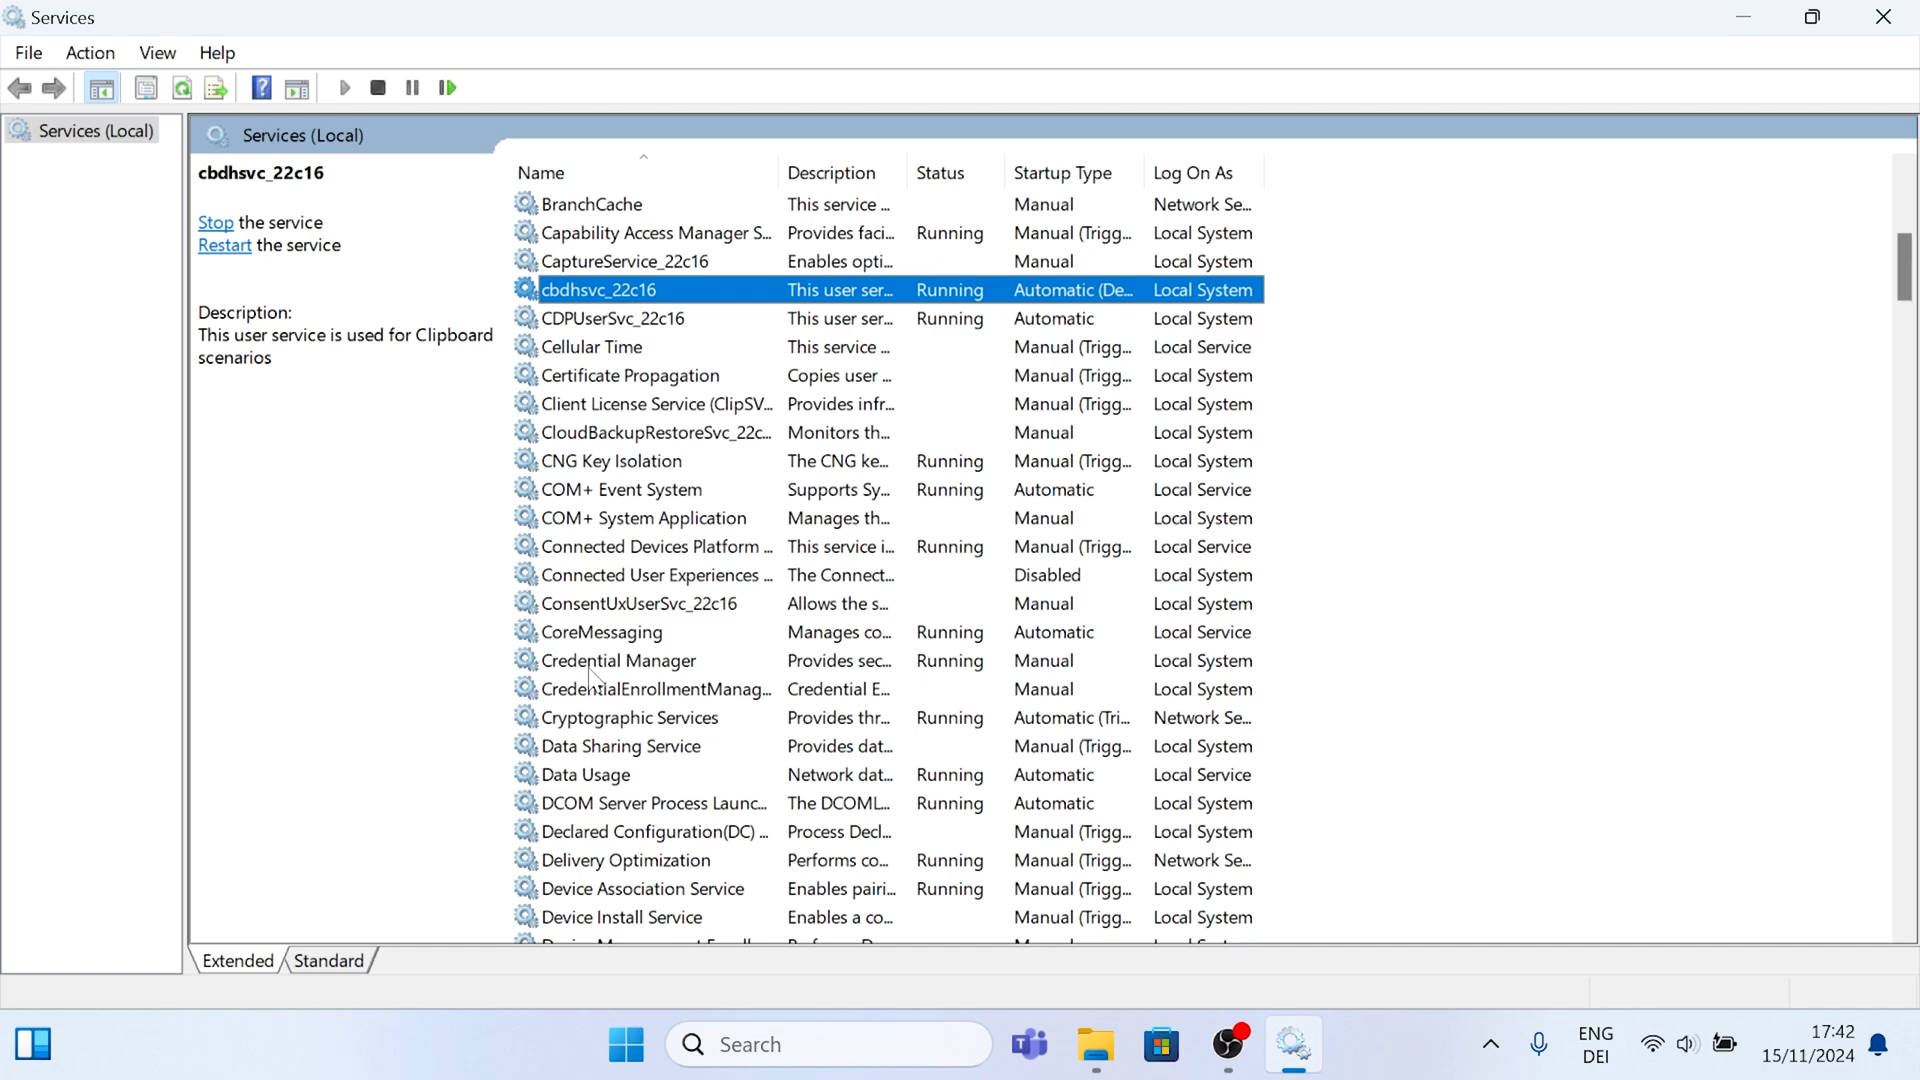 Services
File Action View Help
Services (Local)
Services (Local)
cbdhsvc_22c16
Stop the service
Restart the service
Description:
This user service is used for Clipboard
scenarios
Name Description Status Startup Type Log On As
BranchCache This service ... Manual Network Se...
Capability Access Manager S... Provides faci... Running Manual (Trigg... Local System
CaptureService_22c16 Enables opti... Manual Local System
cbdhsvc_22c16 This user ser... Running Automatic (De... Local System
CDPUserSvc_22c16 This user ser... Running Automatic Local System
Cellular Time This service ... Manual (Trigg... Local Service
Certificate Propagation Copies user ... Manual (Trigg... Local System
Client License Service (ClipSV... Provides infr... Manual (Trigg... Local System
CloudBackupRestoreSvc_22c... Monitors th... Manual Local System
CNG Key Isolation The CNG ke... Running Manual (Trigg... Local System
COM+ Event System Supports Sy... Running Automatic Local Service
COM+ System Application Manages th... Manual Local System
Connected Devices Platform ... This service i... Running Manual (Trigg... Local Service
Connected User Experiences ... The Connect... Disabled Local System
ConsentUxUserSvc_22c16 Allows the s... Manual Local System
CoreMessaging Manages co... Running Automatic Local Service
Credential Manager Provides sec... Running Manual Local System
CredentialEnrollmentManag... Credential E... Manual Local System
Cryptographic Services Provides thr... Running Automatic (Tri... Network Se...
Data Sharing Service Provides dat... Manual (Trigg... Local System
Data Usage Network dat... Running Automatic Local Service
DCOM Server Process Launc... The DCOML... Running Automatic Local System
Declared Configuration(DC) ... Process Decl... Manual (Trigg... Local System
Delivery Optimization Performs co... Running Manual (Trigg... Network Se...
Device Association Service Enables pairi... Running Manual (Trigg... Local System
Device Install Service Enables a co... Manual (Trigg... Local System
Extended Standard
Search
ENG
DEI
17:42
15/11/2024